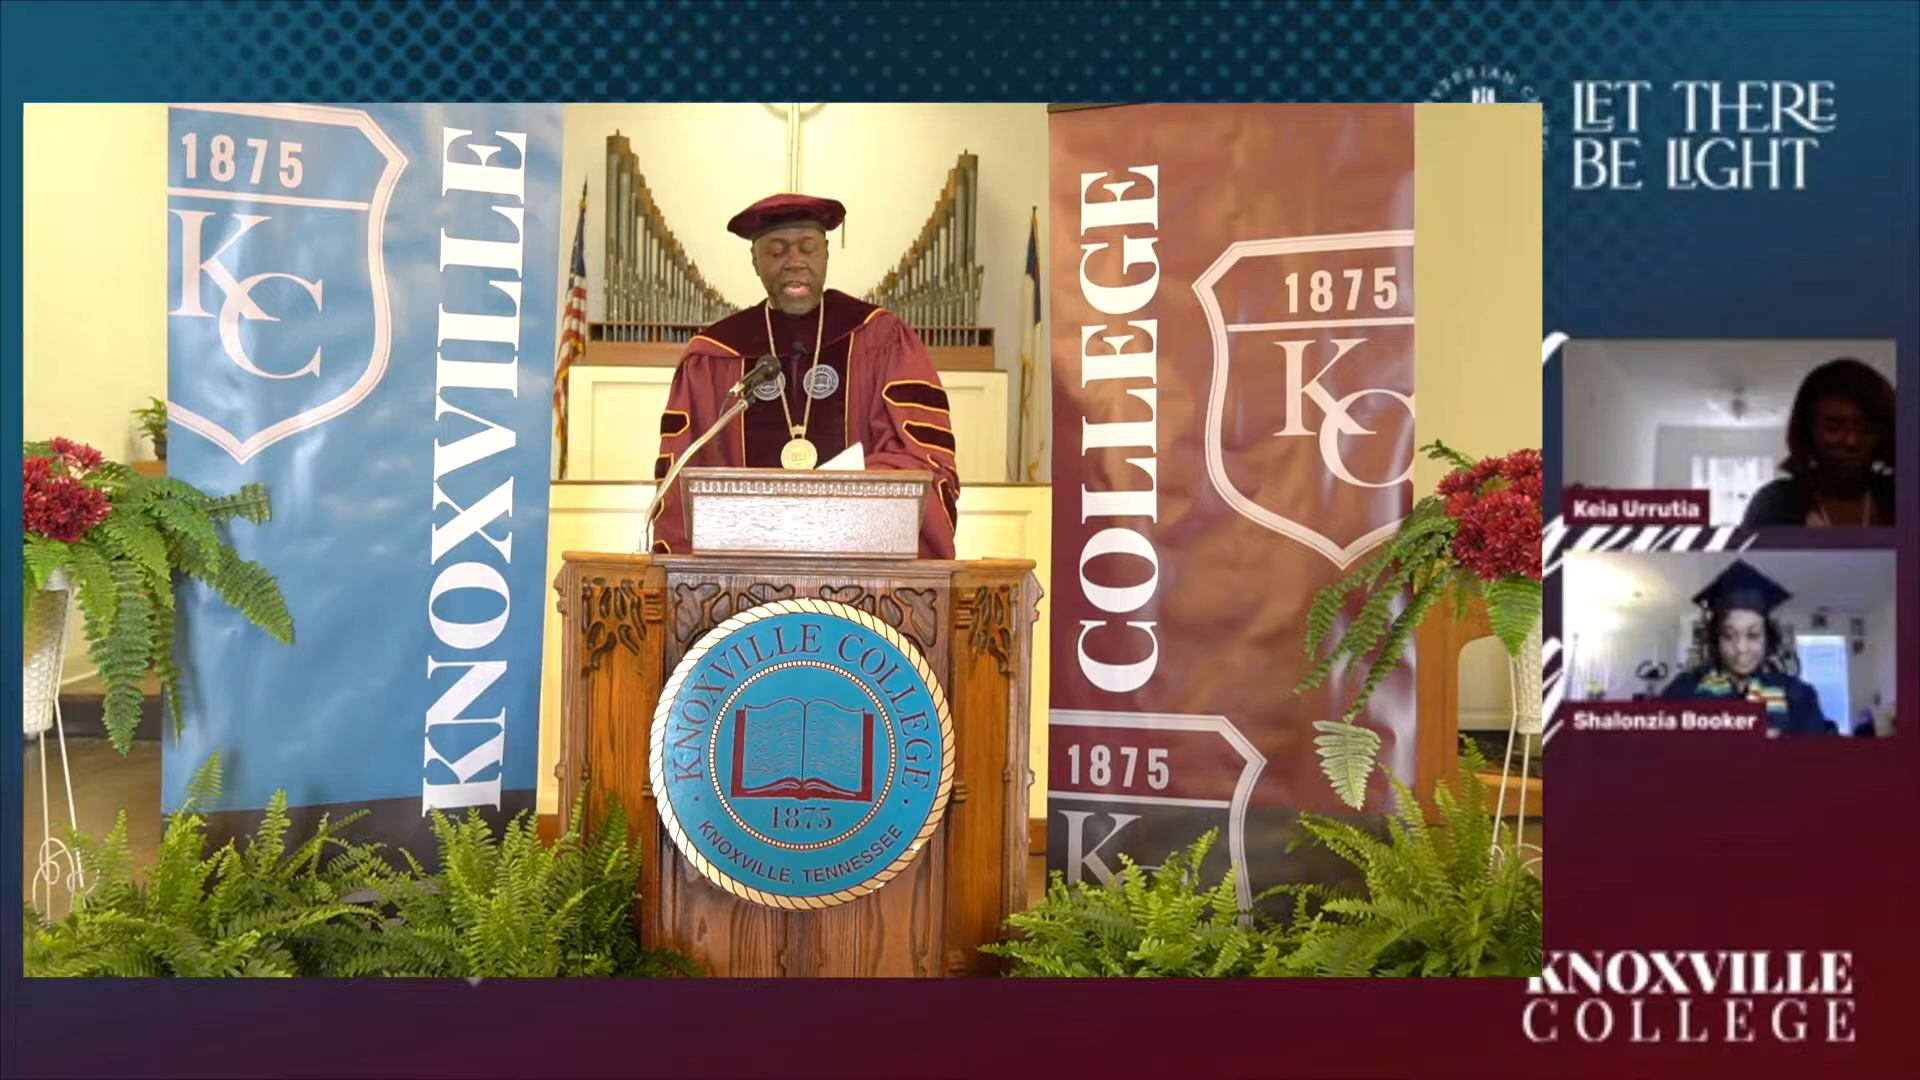 LET THERE
BE LIGHT
1875
KC
KNOXVILLE
COLLEGE
1875
KC
1875
KNOXVILLE COLLEGE
1875
KNOXVILLE, TENNESSEE
Keia Urrutia
Shalonzia Booker
KNOXVILLE
COLLEGE